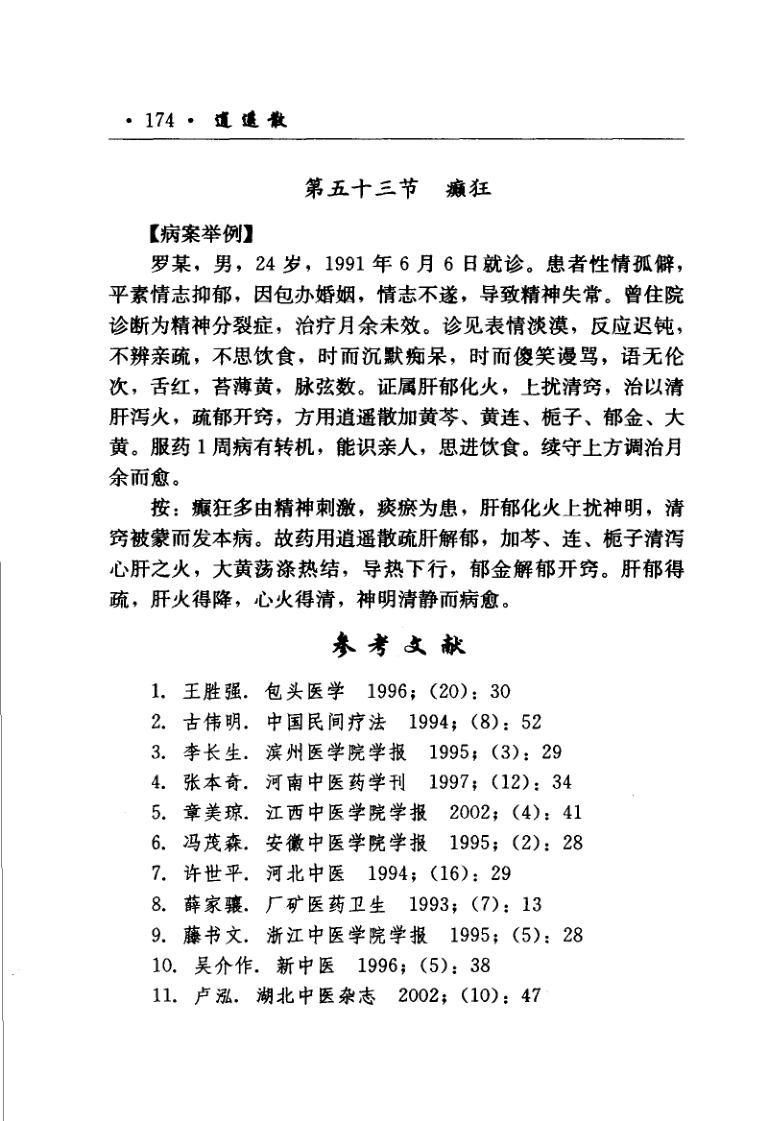 ·174· 逍遥散
第五十三节 癫狂
【病案举例】
罗某，男，24岁，1991年6月6日就诊。患者性情孤僻，
平素情志抑郁，因包办婚姻，情志不遂，导致精神失常。曾住院
诊断为精神分裂症，治疗月余未效。诊见表情淡漠，反应迟钝，
不辨亲疏，不思饮食，时而沉默痴呆，时而傻笑谩骂，语无伦
次，舌红，苔薄黄，脉弦数。证属肝郁化火，上扰清窍，治以清
肝泻火，疏郁开窍，方用逍遥散加黄芩、黄连、栀子、郁金、大
黄。服药1周病有转机，能识亲人，思进饮食。续守上方调治月
余而愈。
按：癫狂多由精神刺激，痰瘀为患，肝郁化火上扰神明，清
窍被蒙而发本病。故药用逍遥散疏肝解郁，加芩、连、栀子清泻
心肝之火，大黄荡涤热结，导热下行，郁金解郁开窍。肝郁得
疏，肝火得降，心火得清，神明清静而病愈。
参考文献
1. 王胜强. 包头医学 1996；(20)：30
2. 古伟明. 中国民间疗法 1994；(8)：52
3. 李长生. 滨州医学院学报 1995；(3)：29
4. 张本奇. 河南中医药学刊 1997；(12)：34
5. 章美琼. 江西中医学院学报 2002；(4)：41
6. 冯茂森. 安徽中医学院学报 1995；(2)：28
7. 许世平. 河北中医 1994；(16)：29
8. 薛家骧. 厂矿医药卫生 1993；(7)：13
9. 藤书文. 浙江中医学院学报 1995；(5)：28
10. 吴介作. 新中医 1996；(5)：38
11. 卢泓. 湖北中医杂志 2002；(10)：47